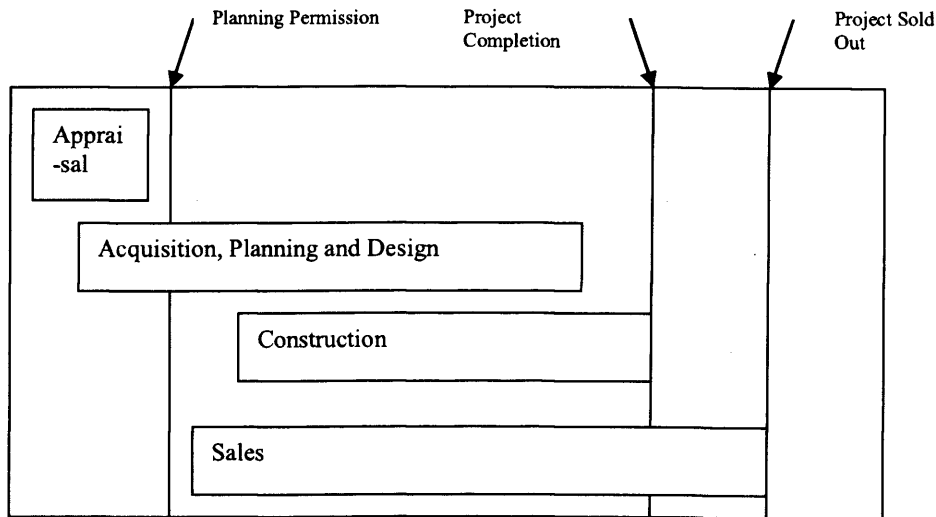 Planning Permission
Project
Completion
Project Sold
Out
Apprai
-sal
Acquisition, Planning and Design
Construction
Sales